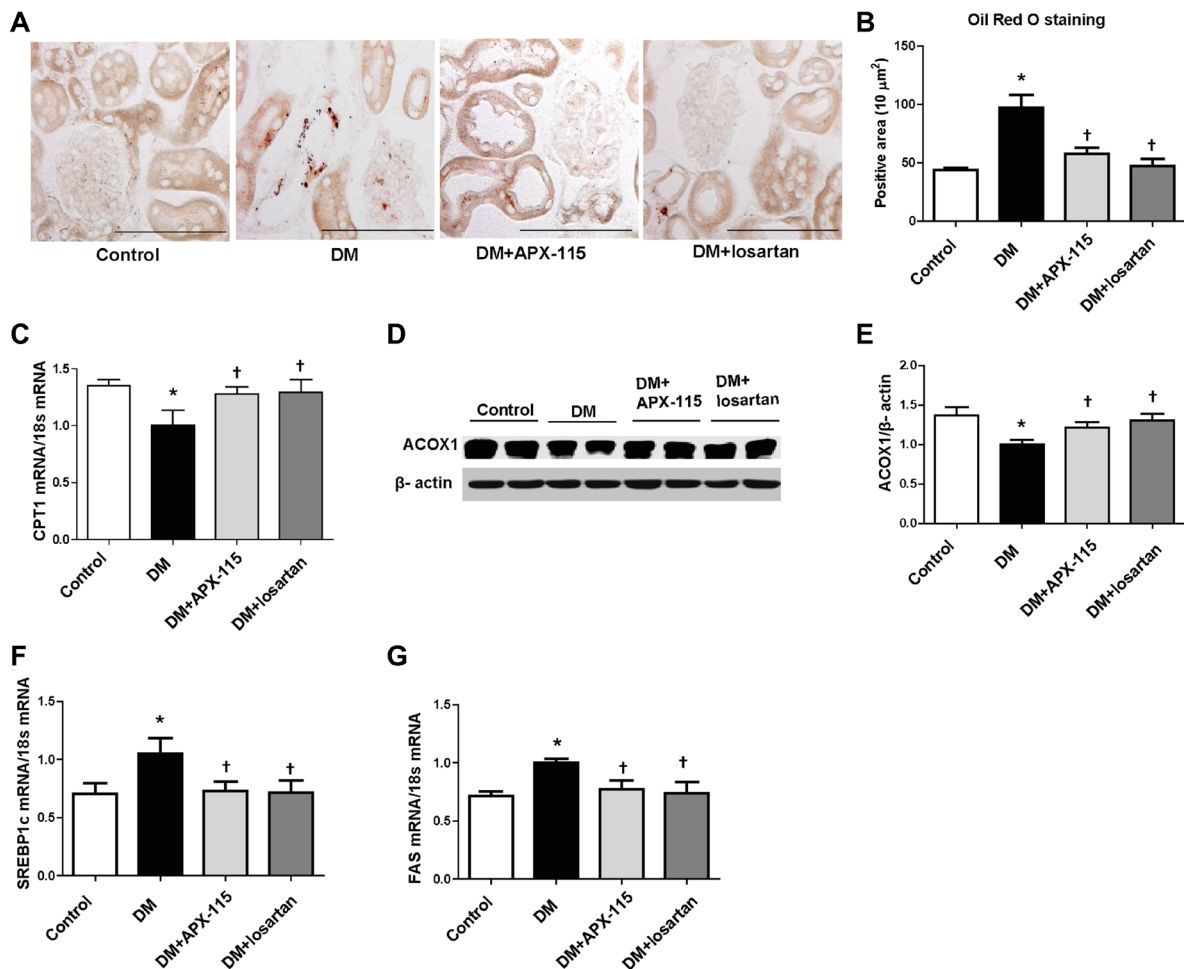 A
Control
DM
DM+APX-115
DM+losartan
B
Oil Red O staining
Positive area (10 μm²)
150
100
50
0
Control
DM
DM+APX-115
DM+losartan
*
†
†
C
CPT1 mRNA/18s mRNA
1.5
1.0
0.5
0.0
Control
DM
DM+APX-115
DM+losartan
*
†
†
D
Control
DM
DM+
APX-115
DM+
losartan
ACOX1
β- actin
E
ACOX1/β- actin
2.0
1.5
1.0
0.5
0.0
Control
DM
DM+APX-115
DM+losartan
*
†
†
F
SREBP1c mRNA/18s mRNA
1.5
1.0
0.5
0.0
Control
DM
DM+APX-115
DM+losartan
*
†
†
G
FAS mRNA/18s mRNA
1.5
1.0
0.5
0.0
Control
DM
DM+APX-115
DM+losartan
*
†
†